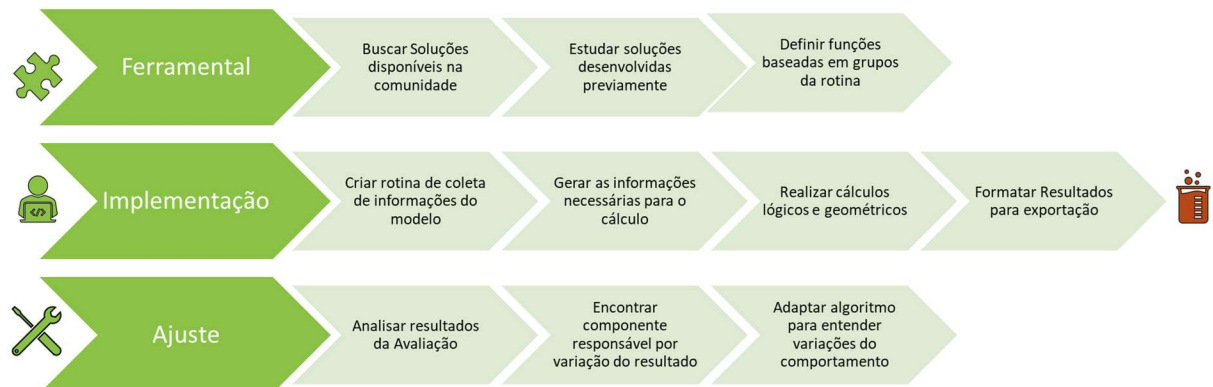 Ferramental
Buscar Soluções
disponíveis na
comunidade
Estudar soluções
desenvolvidas
previamente
Definir funções
baseadas em grupos
da rotina
Implementação
</>
Criar rotina de coleta
de informações do
modelo
Gerar as informações
necessárias para o
cálculo
Realizar cálculos
lógicos e geométricos
Formatar Resultados
para exportação
Ajuste
Analisar resultados
da Avaliação
Encontrar
componente
responsável por
variação do resultado
Adaptar algoritmo
para entender
variações do
comportamento